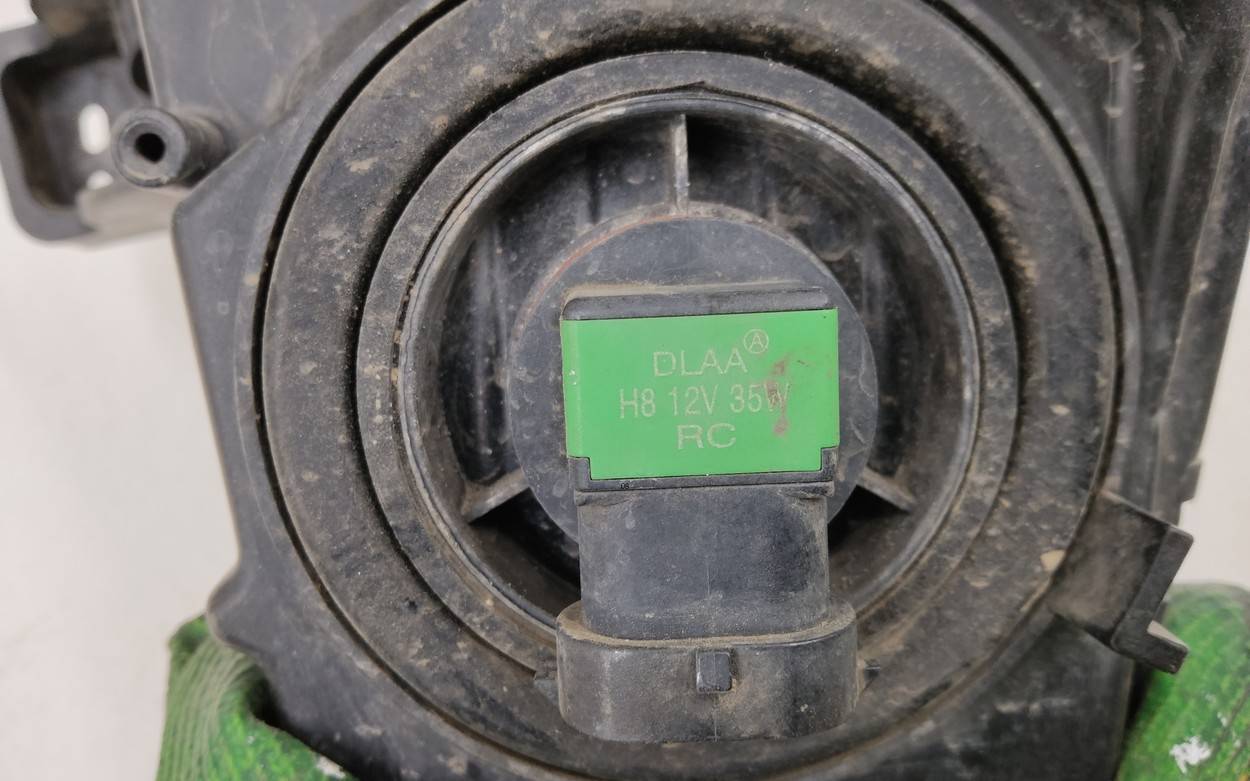 DLAA Ⓐ
H8 12V 35W
RC